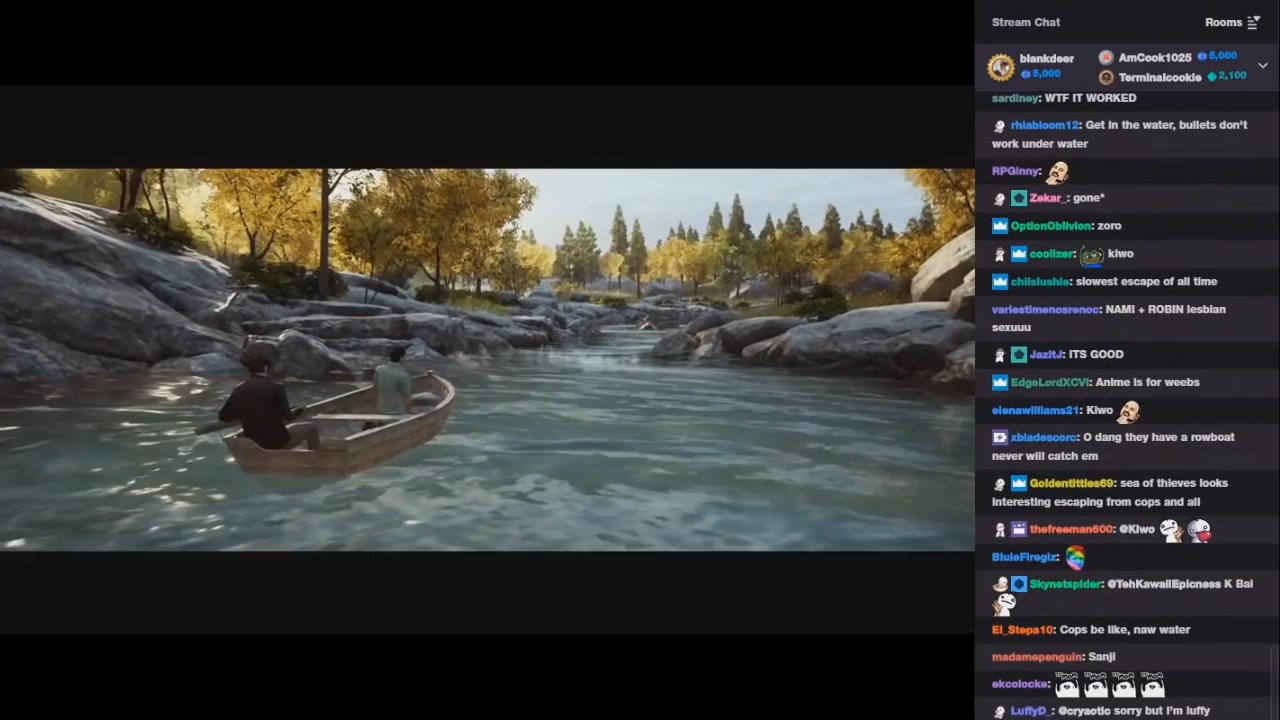 Stream Chat
Rooms
blankdeer
5,000
AmCook1025 5,000
Terminalcookie 2,100
sardiney: WTF IT WORKED
rhiabloom12: Get in the water, bullets don't
work under water
RPGinny:
Zekar_: gone*
OptionOblivion: zoro
coolizer: kiwo
chiislushie: slowest escape of all time
variestimenosrenoc: NAMI + ROBIN lesbian
sexuuu
JazitJ: ITS GOOD
EdgeLordXCVI: Anime is for weebs
elenawilliams21: Kiwo
xbladescorc: O dang they have a rowboat
never will catch em
Goldentitties69: sea of thieves looks
interesting escaping from cops and all
thefreeman600: @Kiwo
BluieFiregiz:
Skynetspider: @TehKawaiiEpicness K Bai
El_Stepa10: Cops be like, naw water
madamepenguin: Sanji
ekcolocke:
LuffyD_: @cryaotic sorry but I'm luffy